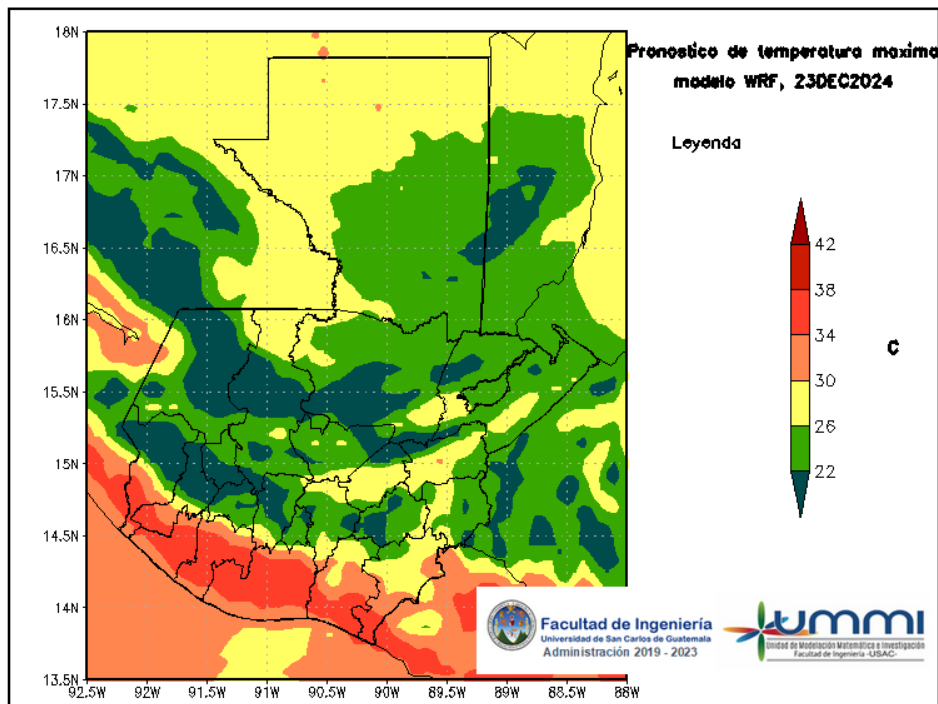 Pronostico de temperatura maxima
modelo WRF, 23DEC2024
Leyenda
18N
17.5N
17N
16.5N
16N
15.5N
15N
14.5N
14N
13.5N
92.5W
92W
91.5W
91W
90.5W
90W
89.5W
89W
88.5W
88W
42
38
34
30
26
22
C
Facultad de Ingeniería
Universidad de San Carlos de Guatemala
Administración 2019 - 2023
UMMI
Unidad de Modelación Matemática e Investigación
Facultad de Ingeniería -USAC-